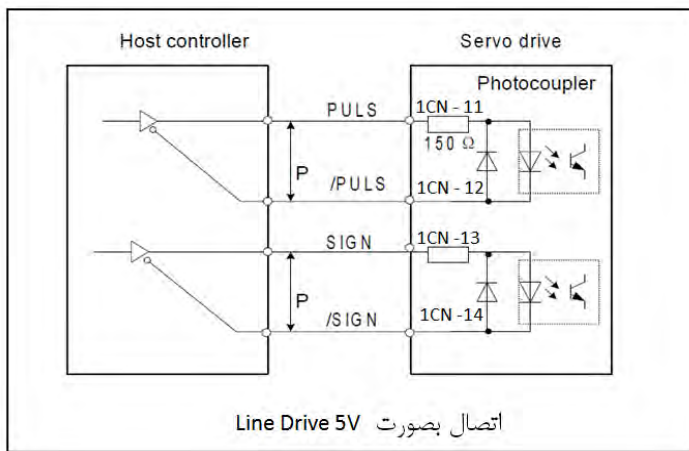 Host controller
Servo drive
Photocoupler
PULS
1CN - 11
150 Ω
P
/PULS
1CN - 12
SIGN
1CN -13
P
/SIGN
1CN -14
اتصال بصورت Line Drive 5V